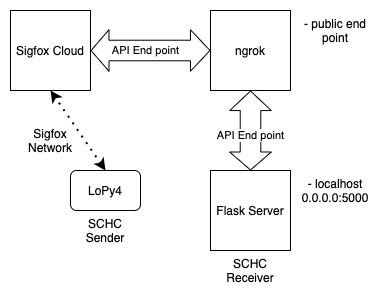 Sigfox Cloud
API End point
ngrok
- public end
point
Sigfox
Network
API End point
LoPy4
SCHC
Sender
Flask Server
- localhost
0.0.0.0:5000
SCHC
Receiver